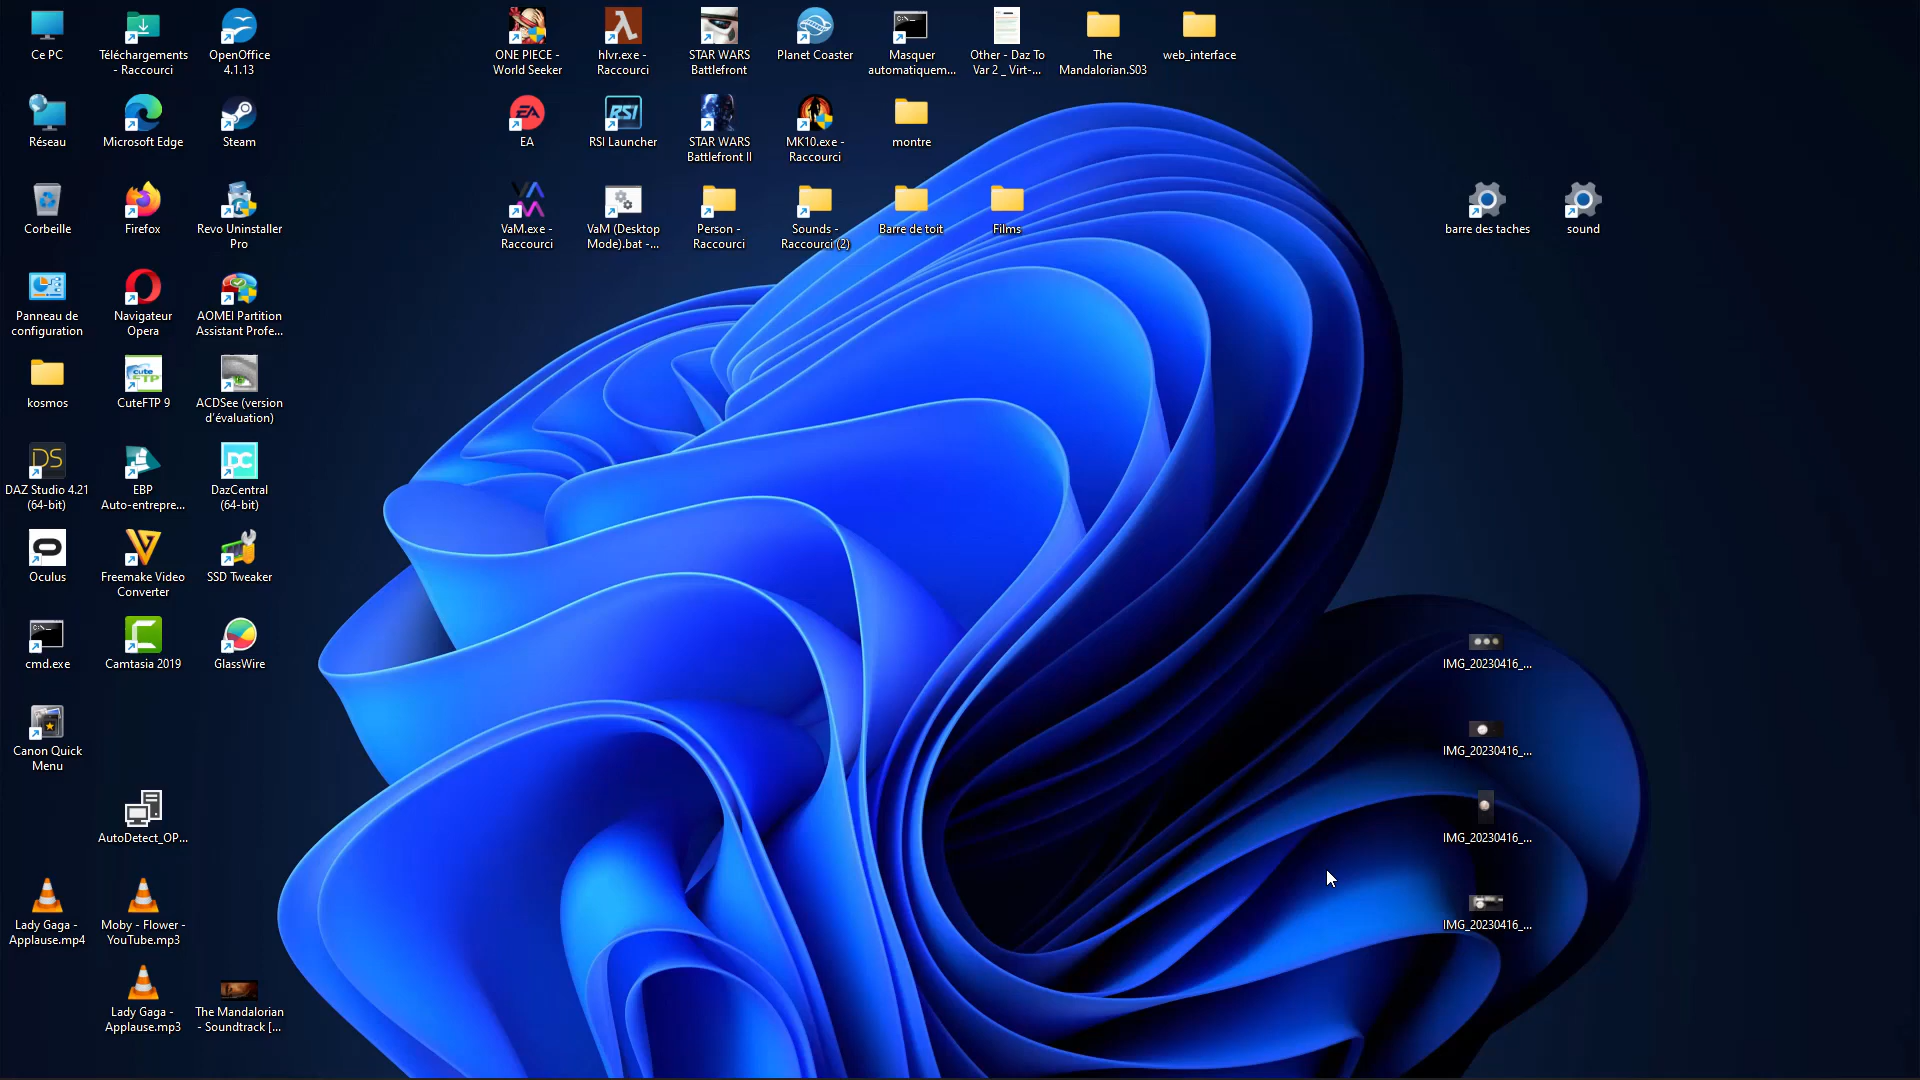 Ce PC
Téléchargements
- Raccourci
OpenOffice
4.1.13
ONE PIECE -
World Seeker
hlvr.exe -
Raccourci
STAR WARS
Battlefront
Planet Coaster
Masquer
automatiquem...
Other - Daz To
Var 2 _ Virt-...
The
Mandalorian.S03
web_interface
Réseau
Microsoft Edge
Steam
EA
RSI Launcher
STAR WARS
Battlefront II
MK10.exe -
Raccourci
montre
Corbeille
Firefox
Revo Uninstaller
Pro
VaM.exe -
Raccourci
VaM (Desktop
Mode).bat -...
Person -
Raccourci
Sounds -
Raccourci (2)
Barre de toit
Films
barre des taches
sound
Panneau de
configuration
Navigateur
Opera
AOMEI Partition
Assistant Profe...
kosmos
CuteFTP 9
ACDSee (version
d'évaluation)
DAZ Studio 4.21
(64-bit)
EBP
Auto-entrepre...
DazCentral
(64-bit)
Oculus
Freemake Video
Converter
SSD Tweaker
cmd.exe
Camtasia 2019
GlassWire
IMG_20230416_...
Canon Quick
Menu
IMG_20230416_...
AutoDetect_OP...
IMG_20230416_...
Lady Gaga -
Applause.mp4
Moby - Flower -
YouTube.mp3
IMG_20230416_...
Lady Gaga -
Applause.mp3
The Mandalorian
- Soundtrack [...